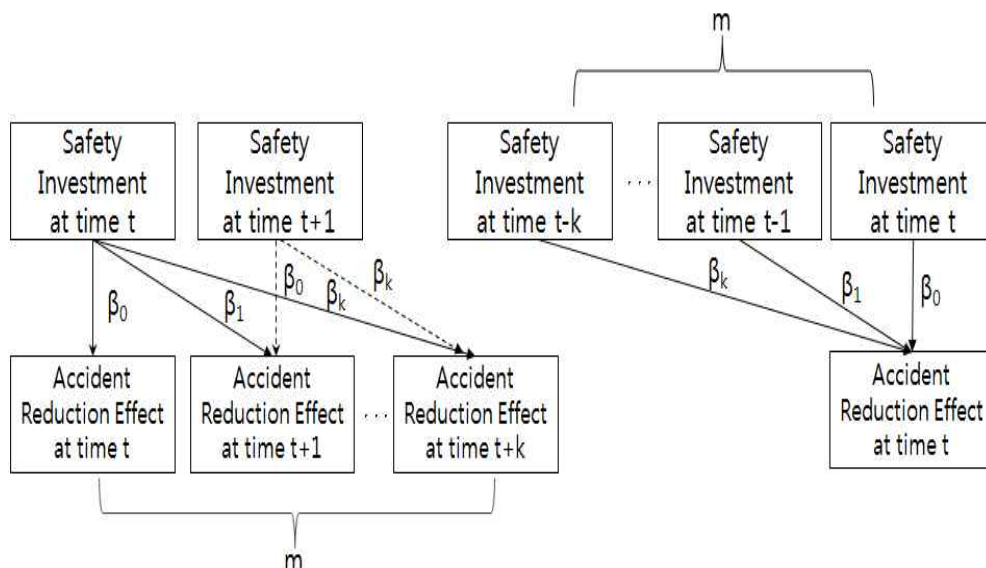 m
Safety
Investment
at time t
Safety
Investment
at time t+1
Safety
Investment
at time t-k
...
Safety
Investment
at time t-1
Safety
Investment
at time t
β0
β1
β0
βk
βk
βk
β1
β0
Accident
Reduction Effect
at time t
Accident
Reduction Effect
at time t+1
...
Accident
Reduction Effect
at time t+k
Accident
Reduction Effect
at time t
m